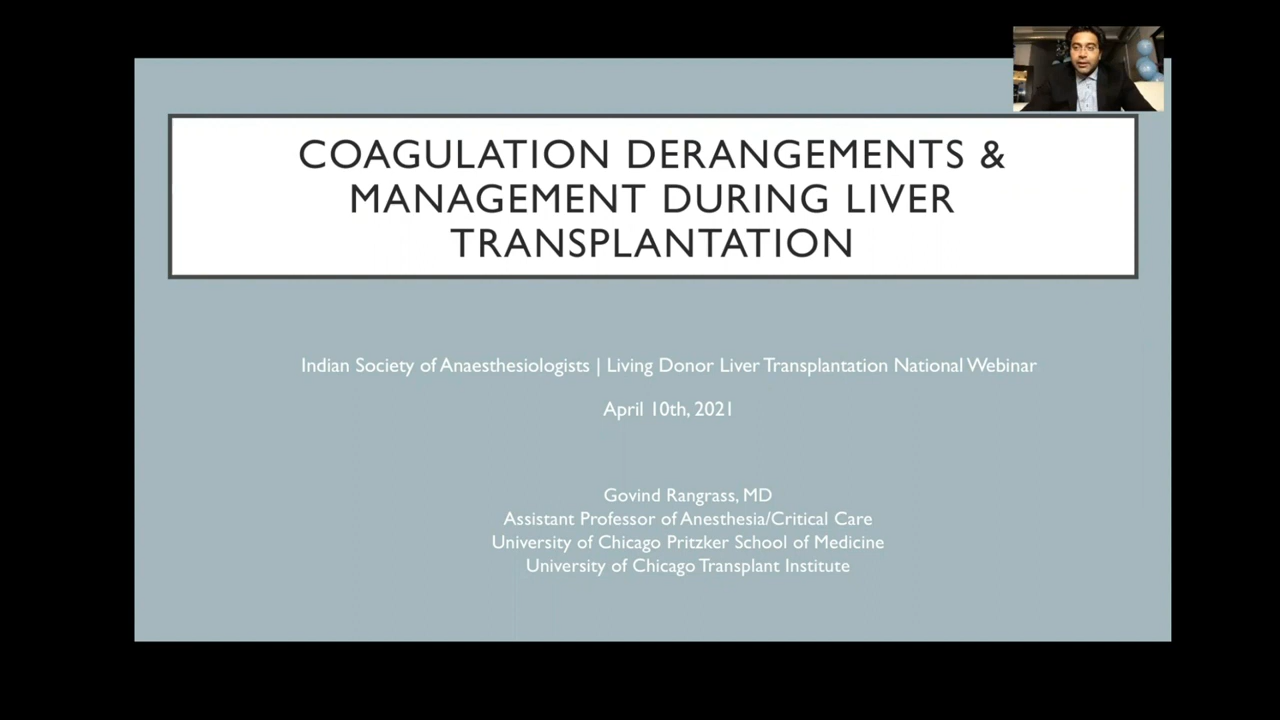 COAGULATION DERANGEMENTS &
MANAGEMENT DURING LIVER
TRANSPLANTATION
Indian Society of Anaesthesiologists | Living Donor Liver Transplantation National Webinar
April 10th, 2021
Govind Rangrass, MD
Assistant Professor of Anesthesia/Critical Care
University of Chicago Pritzker School of Medicine
University of Chicago Transplant Institute